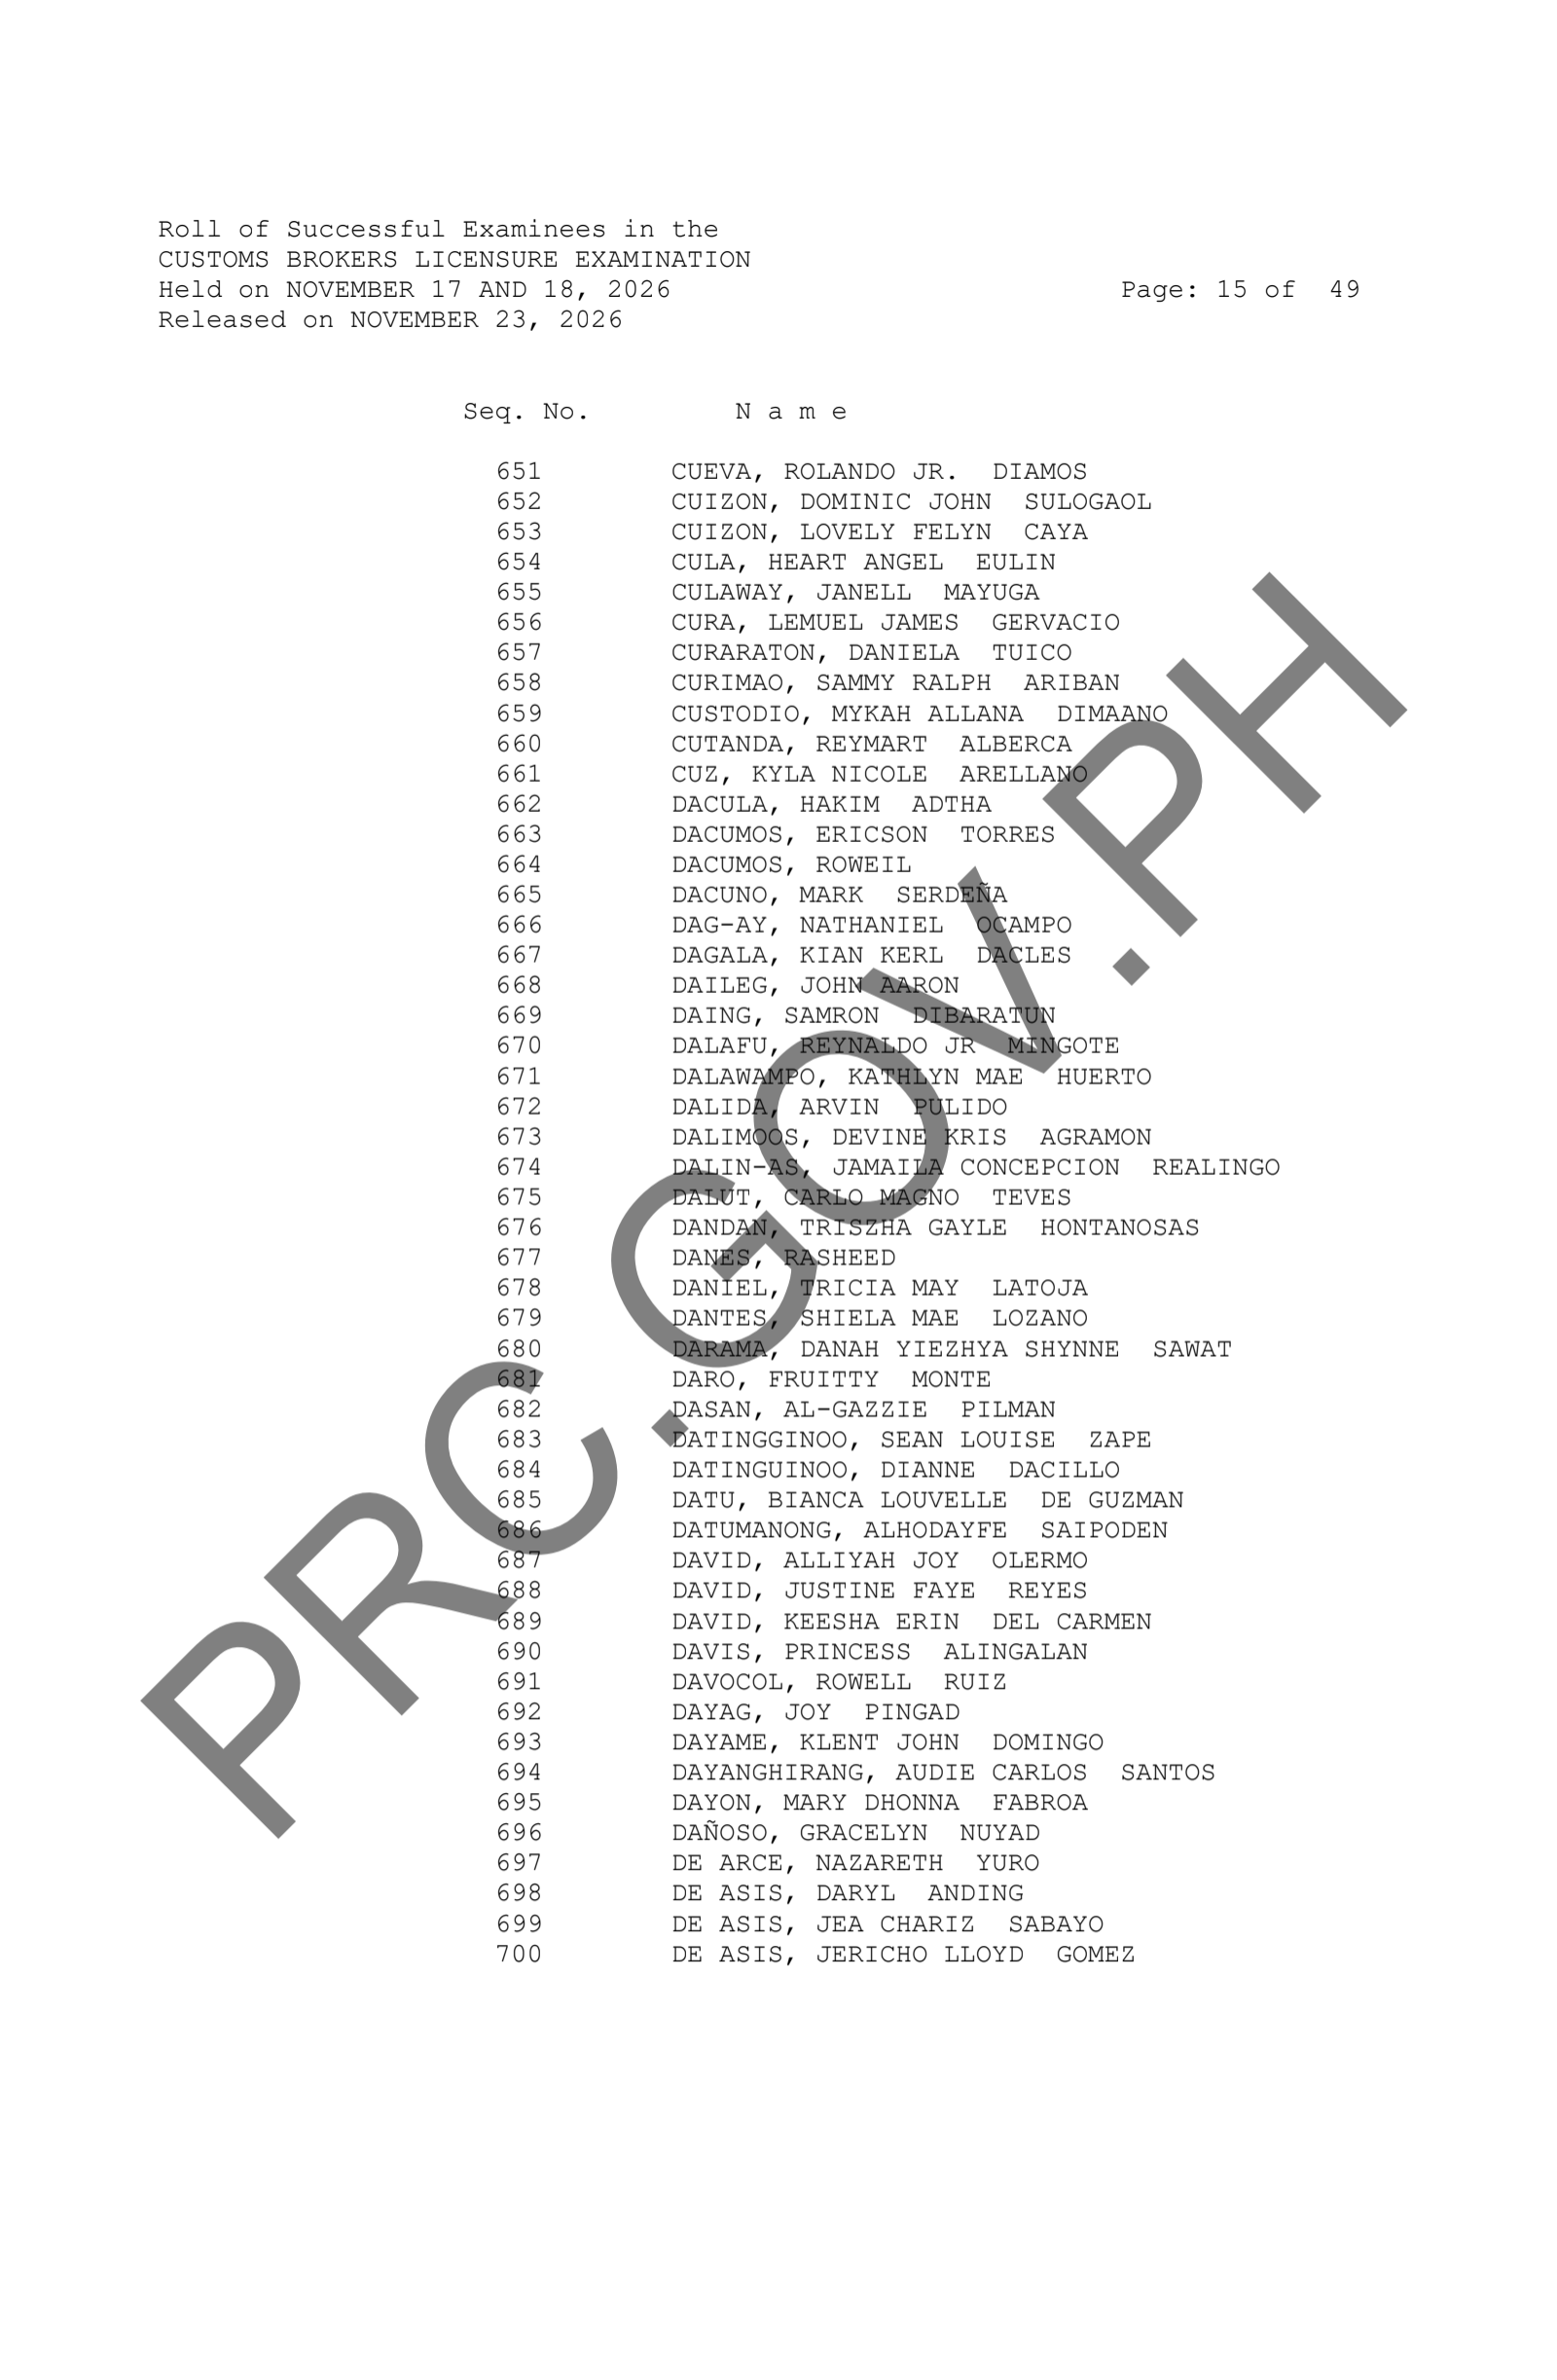 Roll of Successful Examinees in the
CUSTOMS BROKERS LICENSURE EXAMINATION
Held on NOVEMBER 17 AND 18, 2026 Page: 15 of 49
Released on NOVEMBER 23, 2026
Seq. No. N a m e
651 CUEVA, ROLANDO JR. DIAMOS
652 CUIZON, DOMINIC JOHN SULOGAOL
653 CUIZON, LOVELY FELYN CAYA
654 CULA, HEART ANGEL EULIN
655 CULAWAY, JANELL MAYUGA
656 CURA, LEMUEL JAMES GERVACIO
657 CURARATON, DANIELA TUICO
658 CURIMAO, SAMMY RALPH ARIBAN
659 CUSTODIO, MYKAH ALLANA DIMAANO
660 CUTANDA, REYMART ALBERCA
661 CUZ, KYLA NICOLE ARELLANO
662 DACULA, HAKIM ADTHA
663 DACUMOS, ERICSON TORRES
664 DACUMOS, ROWEIL
665 DACUNO, MARK SERDEÑA
666 DAG-AY, NATHANIEL OCAMPO
667 DAGALA, KIAN KERL DACLES
668 DAILEG, JOHN AARON
669 DAING, SAMRON DIBARATUN
670 DALAFU, REYNALDO JR MINGOTE
671 DALAWAMPO, KATHLYN MAE HUERTO
672 DALIDA, ARVIN PULIDO
673 DALIMOOS, DEVINE KRIS AGRAMON
674 DALIN-AS, JAMAILA CONCEPCION REALINGO
675 DALUT, CARLO MAGNO TEVES
676 DANDAN, TRISZHA GAYLE HONTANOSAS
677 DANES, RASHEED
678 DANIEL, TRICIA MAY LATOJA
679 DANTES, SHIELA MAE LOZANO
680 DARAMA, DANAH YIEZHYA SHYNNE SAWAT
681 DARO, FRUITTY MONTE
682 DASAN, AL-GAZZIE PILMAN
683 DATINGGINOO, SEAN LOUISE ZAPE
684 DATINGUINOO, DIANNE DACILLO
685 DATU, BIANCA LOUVELLE DE GUZMAN
686 DATUMANONG, ALHODAYFE SAIPODEN
687 DAVID, ALLIYAH JOY OLERMO
688 DAVID, JUSTINE FAYE REYES
689 DAVID, KEESHA ERIN DEL CARMEN
690 DAVIS, PRINCESS ALINGALAN
691 DAVOCOL, ROWELL RUIZ
692 DAYAG, JOY PINGAD
693 DAYAME, KLENT JOHN DOMINGO
694 DAYANGHIRANG, AUDIE CARLOS SANTOS
695 DAYON, MARY DHONNA FABROA
696 DAÑOSO, GRACELYN NUYAD
697 DE ARCE, NAZARETH YURO
698 DE ASIS, DARYL ANDING
699 DE ASIS, JEA CHARIZ SABAYO
700 DE ASIS, JERICHO LLOYD GOMEZ
PRC.GOV.PH